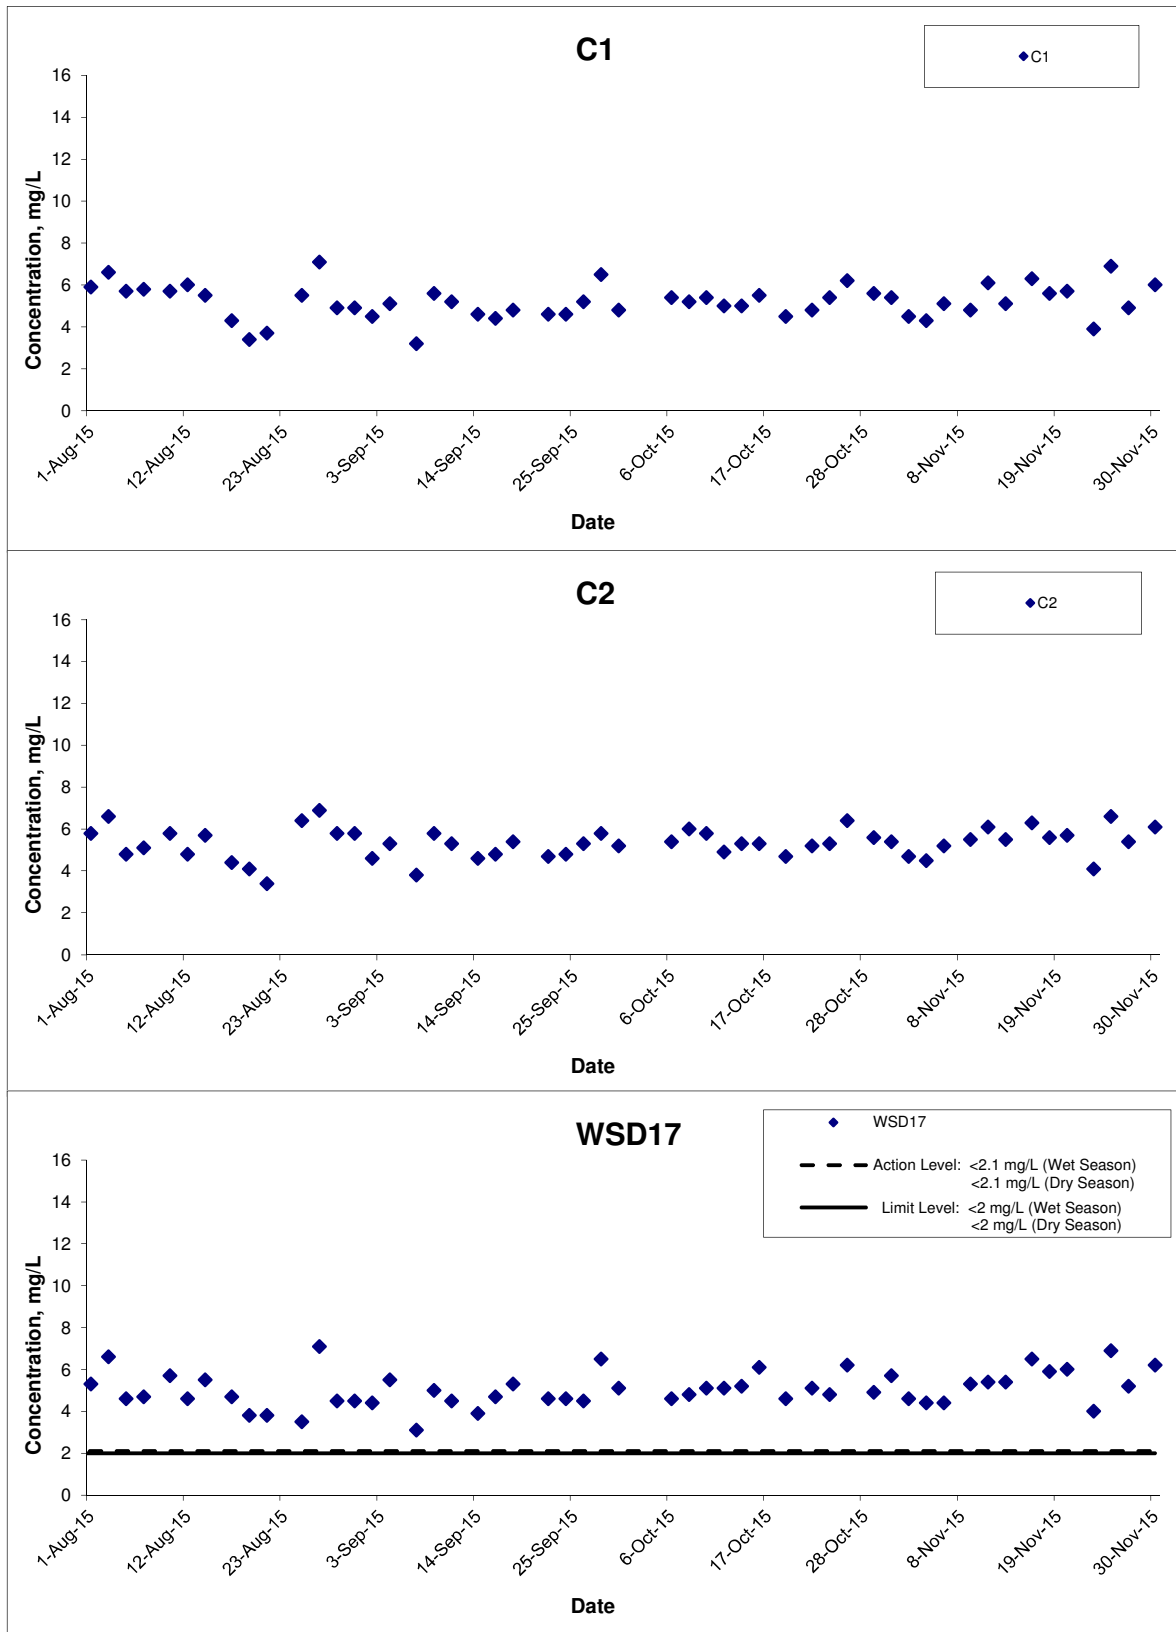 C1
C1
16
14
12
10
8
6
4
2
0
Concentration, mg/L
1-Aug-15
12-Aug-15
23-Aug-15
3-Sep-15
14-Sep-15
25-Sep-15
6-Oct-15
17-Oct-15
28-Oct-15
8-Nov-15
19-Nov-15
30-Nov-15
Date
C2
C2
16
14
12
10
8
6
4
2
0
Concentration, mg/L
1-Aug-15
12-Aug-15
23-Aug-15
3-Sep-15
14-Sep-15
25-Sep-15
6-Oct-15
17-Oct-15
28-Oct-15
8-Nov-15
19-Nov-15
30-Nov-15
Date
WSD17
WSD17
Action Level: <2.1 mg/L (Wet Season)
<2.1 mg/L (Dry Season)
Limit Level: <2 mg/L (Wet Season)
<2 mg/L (Dry Season)
16
14
12
10
8
6
4
2
0
Concentration, mg/L
1-Aug-15
12-Aug-15
23-Aug-15
3-Sep-15
14-Sep-15
25-Sep-15
6-Oct-15
17-Oct-15
28-Oct-15
8-Nov-15
19-Nov-15
30-Nov-15
Date